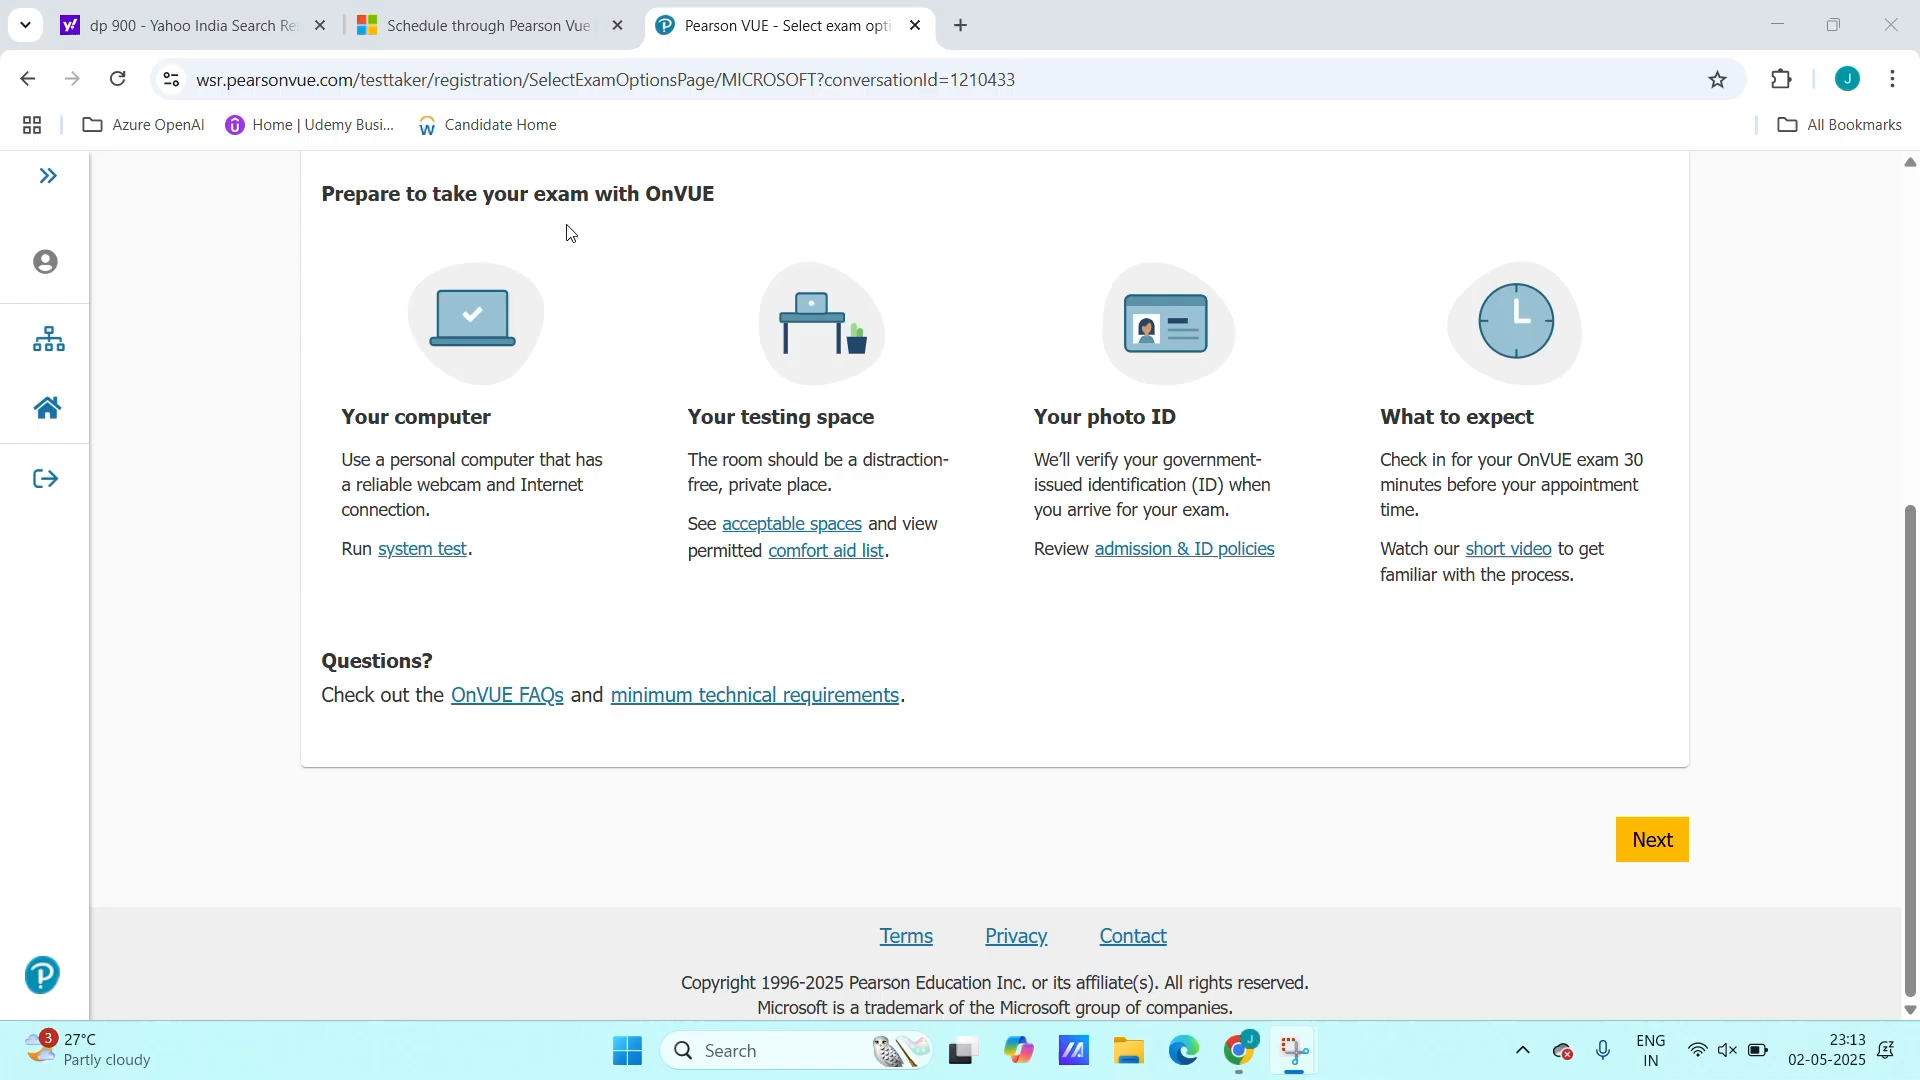 dp 900 - Yahoo India Search Re
Schedule through Pearson Vue
Pearson VUE - Select exam opti
wsr.pearsonvue.com/testtaker/registration/SelectExamOptionsPage/MICROSOFT?conversationId=1210433
J
Azure OpenAI
Home | Udemy Busi...
Candidate Home
All Bookmarks
Prepare to take your exam with OnVUE
Your computer
Use a personal computer that has
a reliable webcam and Internet
connection.
Run system test.
Your testing space
The room should be a distraction-
free, private place.
See acceptable spaces and view
permitted comfort aid list.
Your photo ID
We'll verify your government-
issued identification (ID) when
you arrive for your exam.
Review admission & ID policies
What to expect
Check in for your OnVUE exam 30
minutes before your appointment
time.
Watch our short video to get
familiar with the process.
Questions?
Check out the OnVUE FAQs and minimum technical requirements.
Next
Terms
Privacy
Contact
Copyright 1996-2025 Pearson Education Inc. or its affiliate(s). All rights reserved.
Microsoft is a trademark of the Microsoft group of companies.
3
27°C
Partly cloudy
Search
J
ENG
IN
23:13
02-05-2025